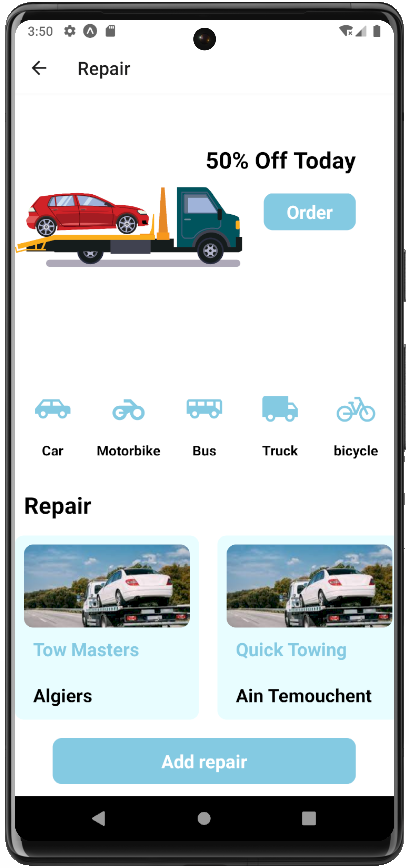 3:50
Repair
50% Off Today
Order
Car Motorbike Bus Truck bicycle
Repair
Tow Masters Quick Towing
Algiers Ain Temouchent
Add repair